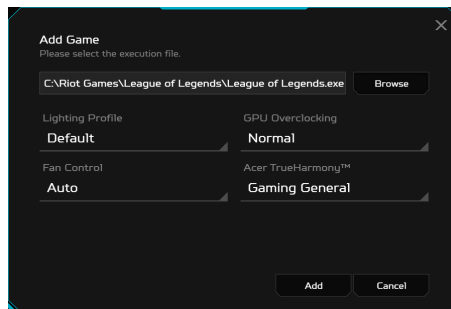 Add Game
Please select the execution file.
C:\Riot Games\League of Legends\League of Legends.exe
Browse
Lighting Profile
GPU Overclocking
Default
Normal
Fan Control
Acer TrueHarmony™
Auto
Gaming General
Add
Cancel